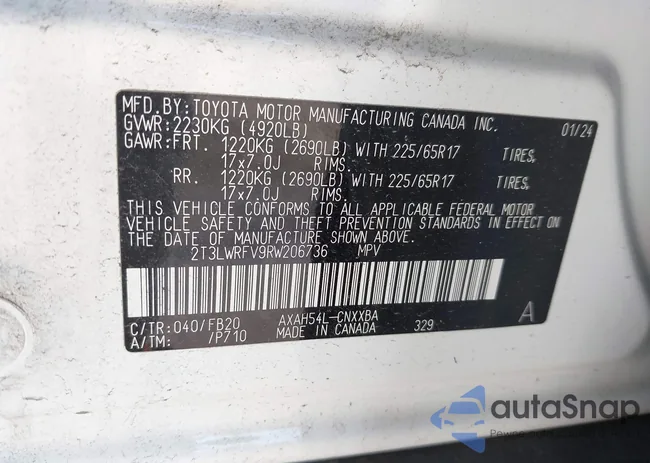 MFD.BY:TOYOTA MOTOR MANUFACTURING CANADA INC.
GVWR:2230KG (4920LB) 01/24
GAWR:FRT. 1220KG (2690LB) WITH 225/65R17 TIRES,
17x7.0J RIMS.
RR. 1220KG (2690LB) WITH 225/65R17 TIRES,
17x7.0J RIMS.
THIS VEHICLE CONFORMS TO ALL APPLICABLE FEDERAL MOTOR
VEHICLE SAFETY AND THEFT PREVENTION STANDARDS IN EFFECT ON
THE DATE OF MANUFACTURE SHOWN ABOVE.
2T3LWRFV9RW206736 MPV
C/TR:040/FB20 AXAH54L-CNXXBA
A/TM: /P710 MADE IN CANADA 329 A
autoSnap